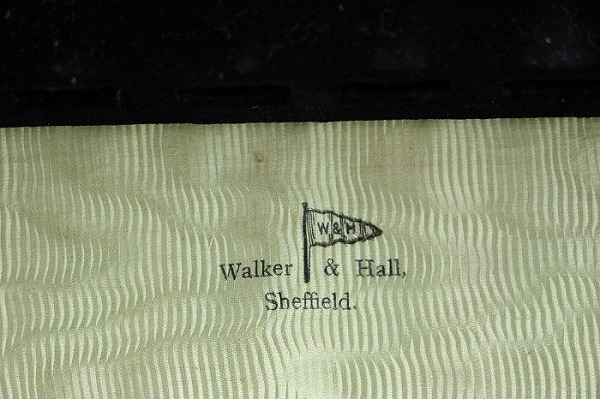 W&H
Walker & Hall,
Sheffield.